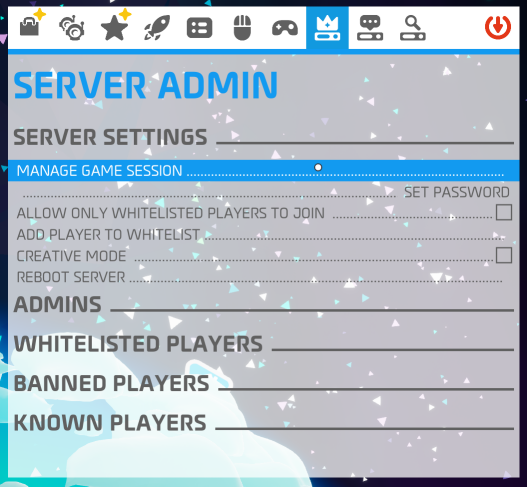 SERVER ADMIN
SERVER SETTINGS
MANAGE GAME SESSION
SET PASSWORD
ALLOW ONLY WHITELISTED PLAYERS TO JOIN
ADD PLAYER TO WHITELIST
CREATIVE MODE
REBOOT SERVER
ADMINS
WHITELISTED PLAYERS
BANNED PLAYERS
KNOWN PLAYERS